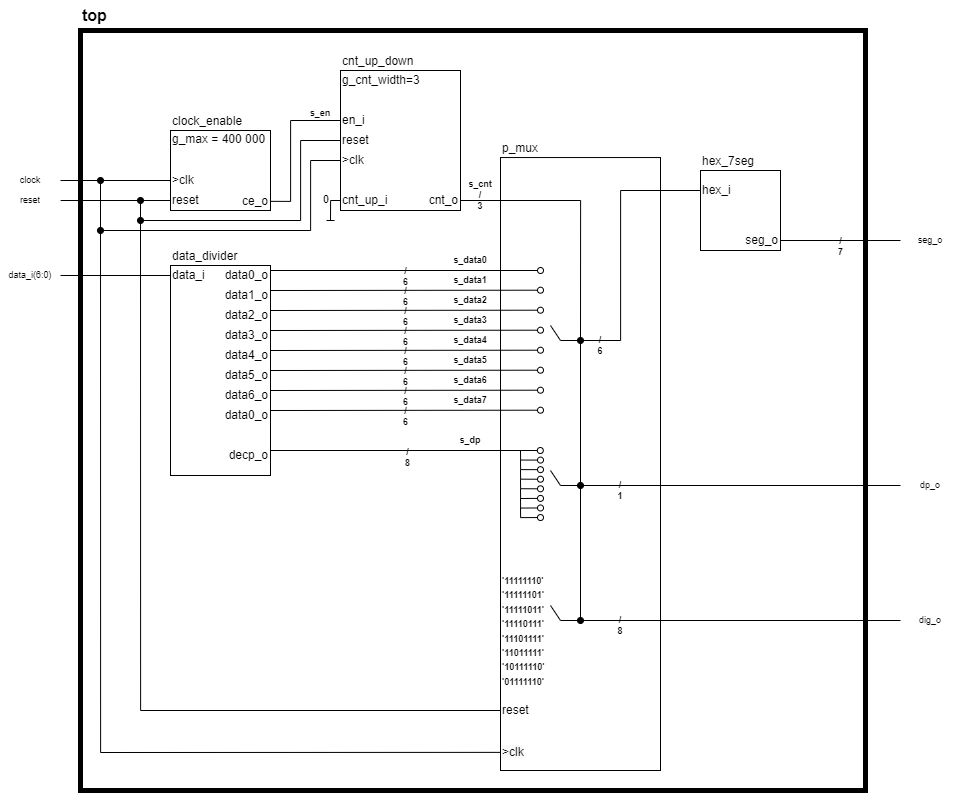 top
cnt_up_down
g_cnt_width=3
s_en
en_i
reset
>clk
0
cnt_up_i
cnt_o
clock_enable
g_max = 400 000
>clk
reset
ce_o
clock
reset
s_cnt
/
3
p_mux
hex_7seg
hex_i
seg_o
/
7
seg_o
data_divider
data_i(6:0)
data_i
data0_o
/
6
s_data0
data1_o
/
6
s_data1
data2_o
/
6
s_data2
data3_o
/
6
s_data3
data4_o
/
6
s_data4
data5_o
/
6
s_data5
data6_o
/
6
s_data6
data0_o
/
6
s_data7
/
6
decp_o
/
8
s_dp
/
1
dp_o
'11111110'
'11111101'
'11111011'
'11110111'
'11101111'
'11011111'
'10111110'
'01111110'
/
8
dig_o
reset
>clk